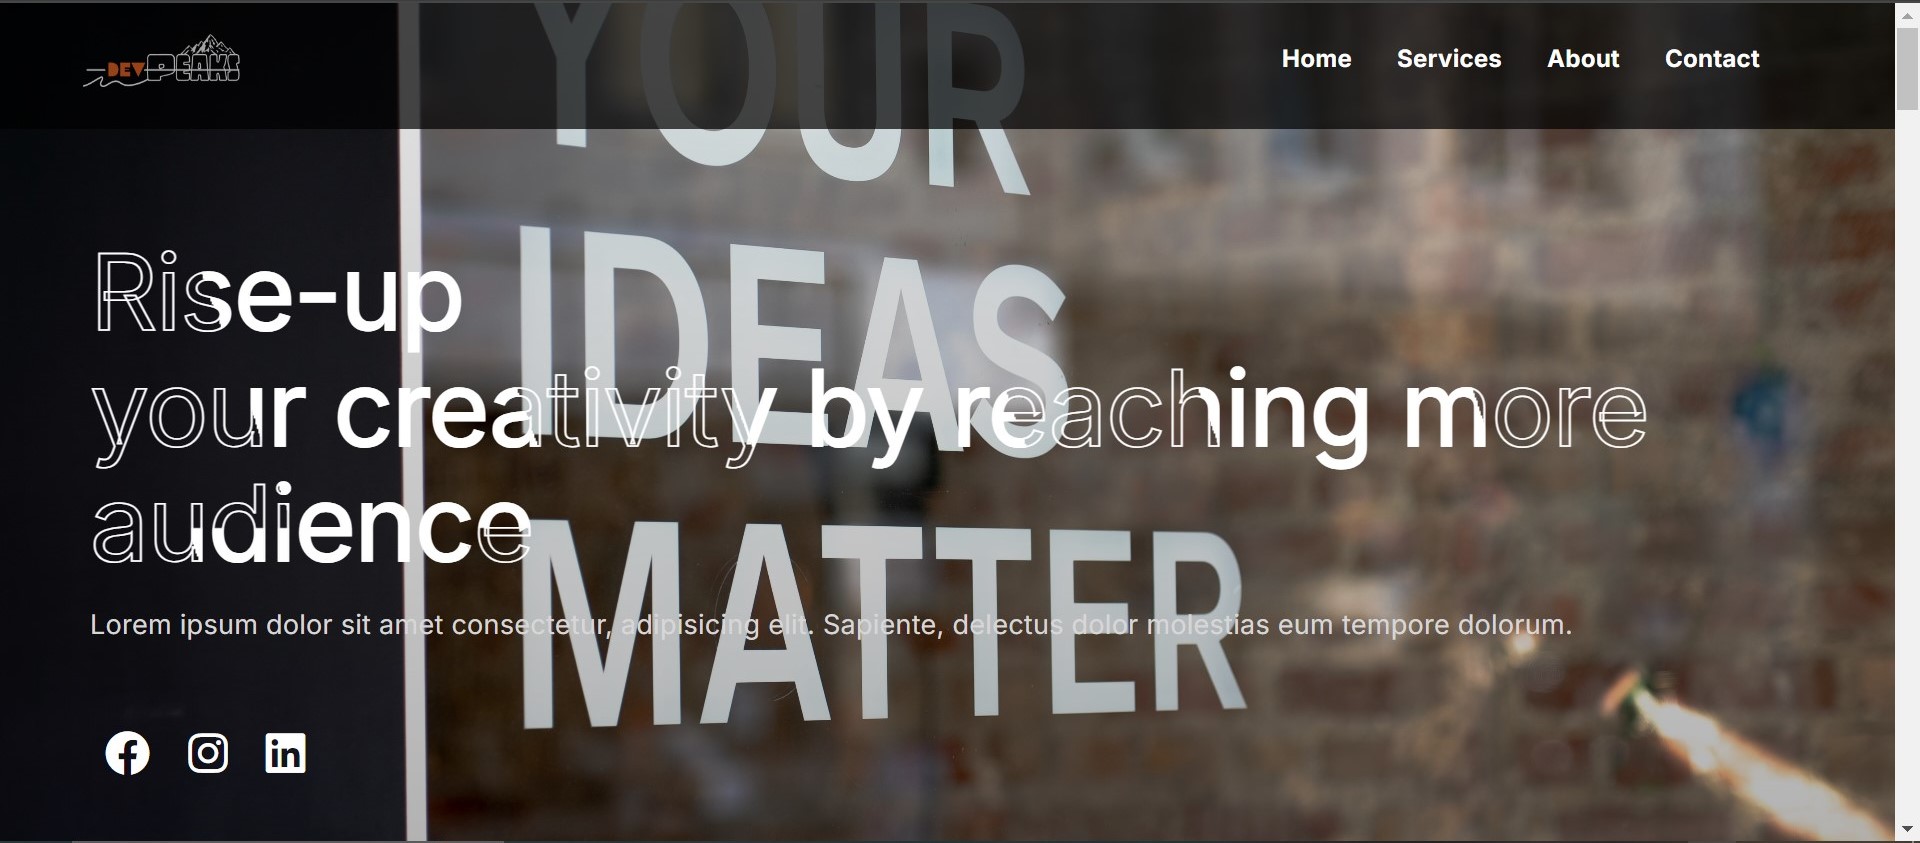 DEV PEAKS
Home Services About Contact
YOUR
IDEAS
MATTER
Rise-up
your creativity by reaching more
audience
Lorem ipsum dolor sit amet consectetur, adipisicing elit. Sapiente, delectus dolor molestias eum tempore dolorum.